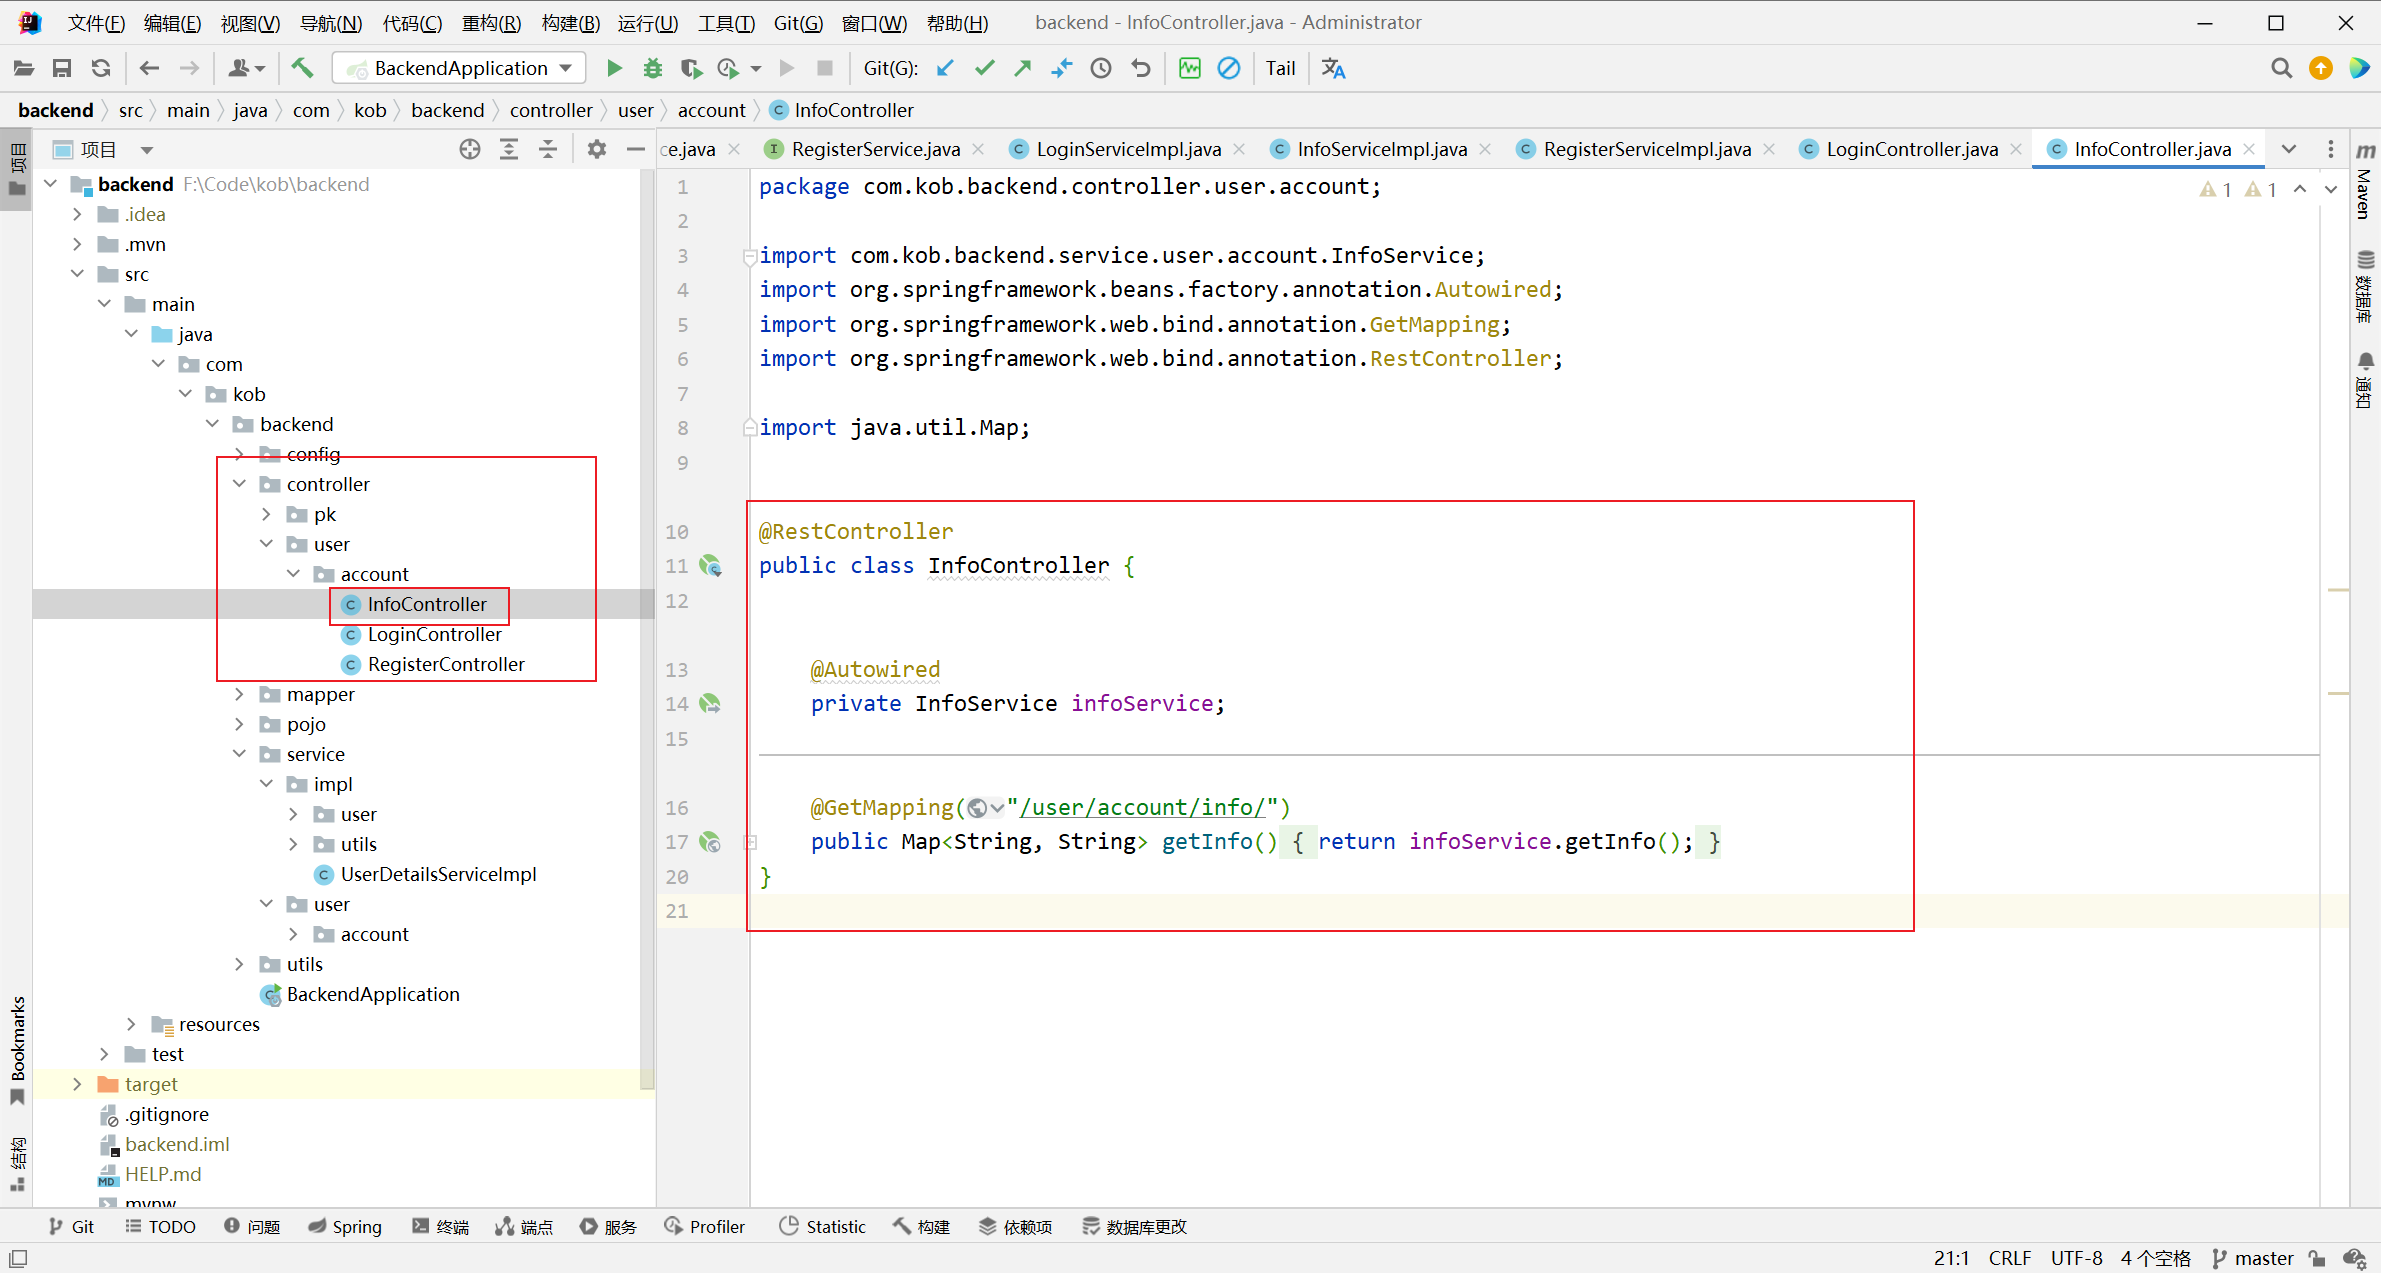 文件(F) 编辑(E) 视图(V) 导航(N) 代码(C) 重构(R) 构建(B) 运行(U) 工具(T) Git(G) 窗口(W) 帮助(H) backend - InfoController.java - Administrator
BackendApplication Git(G): Tail
backend src main java com kob backend controller user account InfoController
项目
ce.java RegisterService.java LoginServiceImpl.java InfoServiceImpl.java RegisterServiceImpl.java LoginController.java InfoController.java
项目
backend F:\Code\kob\backend
.idea
.mvn
src
main
java
com
kob
backend
config
controller
pk
user
account
InfoController
LoginController
RegisterController
mapper
pojo
service
impl
user
utils
UserDetailsServiceImpl
user
account
utils
BackendApplication
resources
test
target
.gitignore
backend.iml
HELP.md
mvnw
Bookmarks
结构
1 package com.kob.backend.controller.user.account;
1 1
2
3 import com.kob.backend.service.user.account.InfoService;
4 import org.springframework.beans.factory.annotation.Autowired;
5 import org.springframework.web.bind.annotation.GetMapping;
6 import org.springframework.web.bind.annotation.RestController;
7
8 import java.util.Map;
9
10 @RestController
11 public class InfoController {
12
13 @Autowired
14 private InfoService infoService;
15
16 @GetMapping("/user/account/info/")
17 public Map<String, String> getInfo() { return infoService.getInfo(); }
20 }
21
m
Maven
数据库
通知
Git TODO 问题 Spring 终端 端点 服务 Profiler Statistic 构建 依赖项 数据库更改
21:1 CRLF UTF-8 4 个空格 master